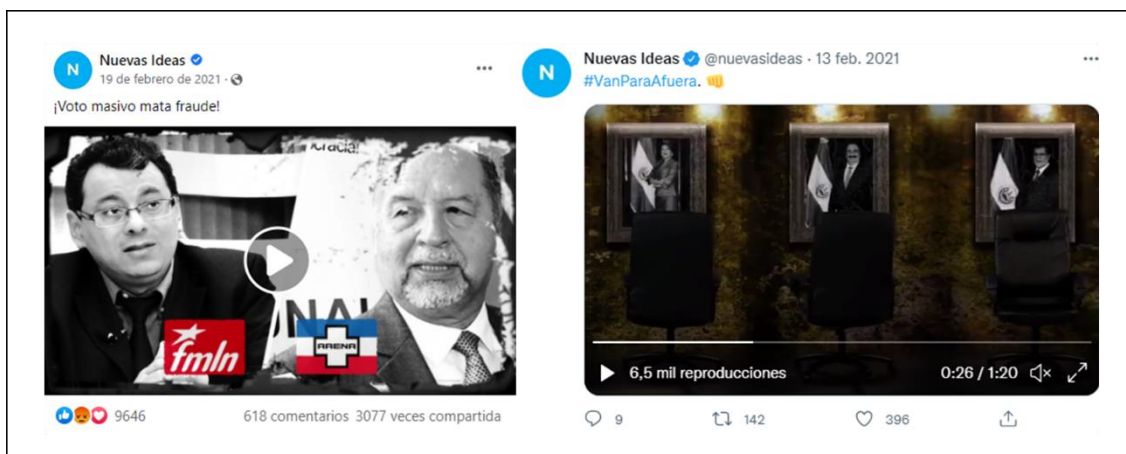 N
Nuevas Ideas
19 de febrero de 2021 ·
¡Voto masivo mata fraude!
fmln
ARENA
9646
618 comentarios 3077 veces compartida
N
Nuevas Ideas @nuevasideas · 13 feb. 2021
#VanParaAfuera.
6,5 mil reproducciones
0:26 / 1:20
9
142
396